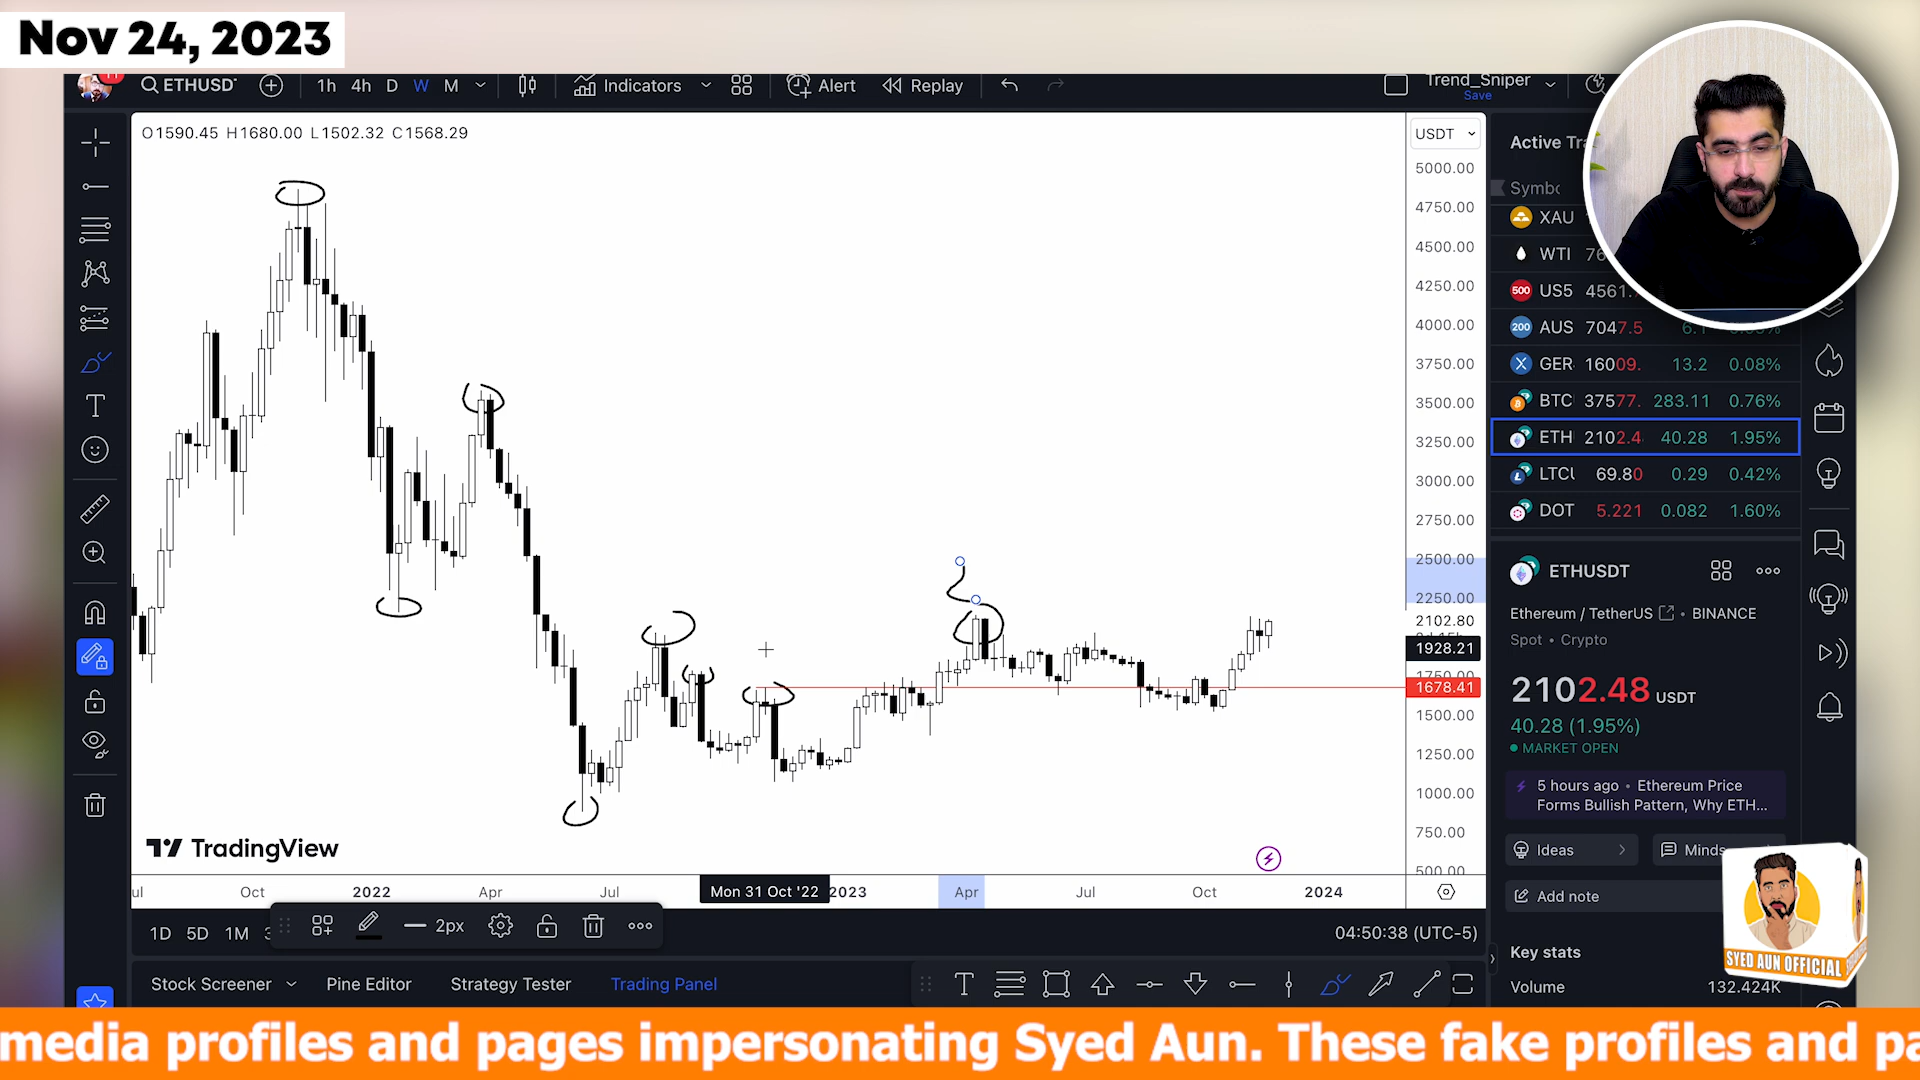 Nov 24, 2023
ETHUSD
1h 4h D W M
Indicators
Alert
Replay
Trend_Sniper
Save
O1590.45 H1680.00 L1502.32 C1568.29
USDT
5000.00
4750.00
4500.00
4250.00
4000.00
3750.00
3500.00
3250.00
3000.00
2750.00
2500.00
2250.00
2102.80
1928.21
1750.00
1678.41
1500.00
1250.00
1000.00
750.00
500.00
TradingView
Oct 2022 Apr Jul Mon 31 Oct '22 2023 Apr Jul Oct 2024
1D 5D 1M
2px
04:50:38 (UTC-5)
Stock Screener
Pine Editor
Strategy Tester
Trading Panel
Active
XAU
WTI
500 US5 4561.
200 AUS 7047.5
GER 16009. 13.2 0.08%
BTC 37577. 283.11 0.76%
ETH 2102.4 40.28 1.95%
LTCU 69.80 0.29 0.42%
DOT 5.221 0.082 1.60%
ETHUSDT
Ethereum / TetherUS • BINANCE
Spot • Crypto
2102.48 USDT
40.28 (1.95%)
MARKET OPEN
5 hours ago • Ethereum Price
Forms Bullish Pattern, Why ETH...
Ideas
Minds
Add note
Key stats
Volume 132.424K
SYED AUN OFFICIAL
media profiles and pages impersonating Syed Aun. These fake profiles and pa